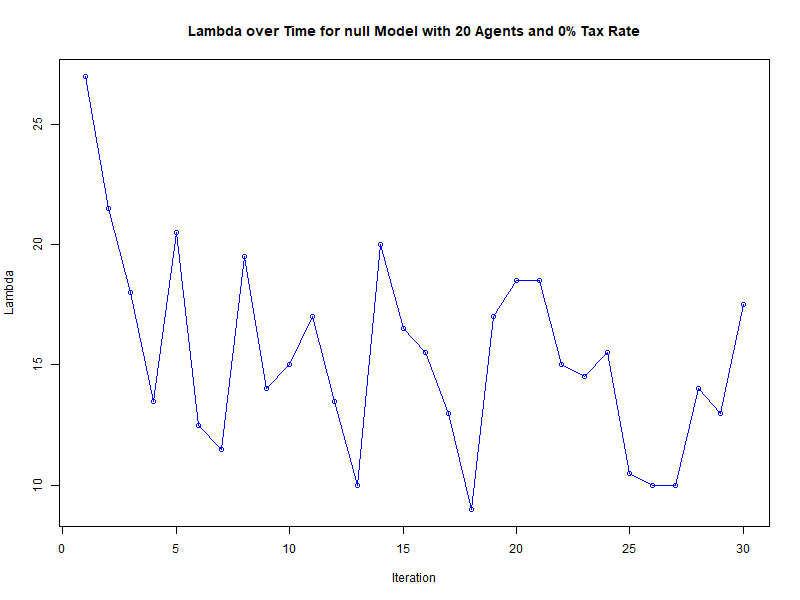 Lambda over Time for null Model with 20 Agents and 0% Tax Rate
25
20
15
10
Lambda
0 5 10 15 20 25 30
Iteration